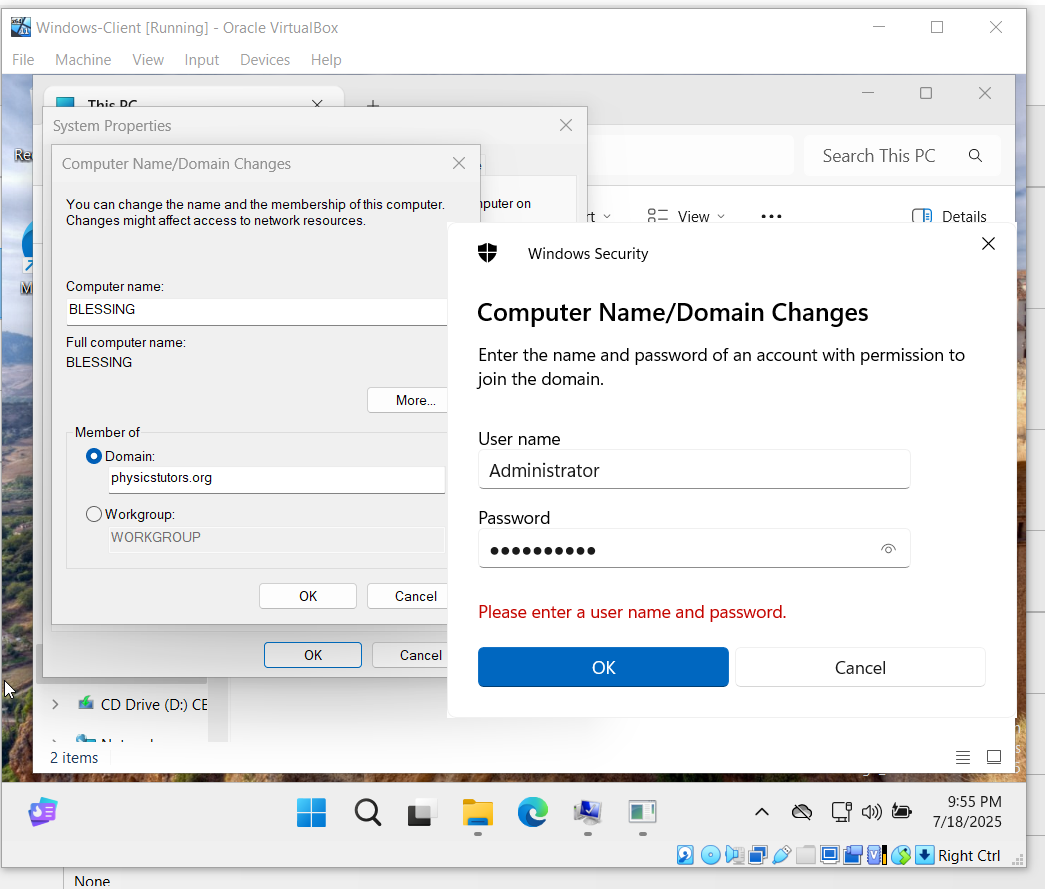 Windows-Client [Running] - Oracle VirtualBox
File Machine View Input Devices Help
This PC
System Properties
Search This PC
Computer Name/Domain Changes
You can change the name and the membership of this computer.
Changes might affect access to network resources.
View
Details
Windows Security
Computer name:
BLESSING
Computer Name/Domain Changes
Full computer name:
BLESSING
Enter the name and password of an account with permission to
join the domain.
More...
Member of
User name
Domain:
Administrator
physicstutors.org
Workgroup:
Password
WORKGROUP
OK Cancel
Please enter a user name and password.
OK Cancel
OK Cancel
CD Drive (D:) CE
2 items
9:55 PM
7/18/2025
Right Ctrl
None